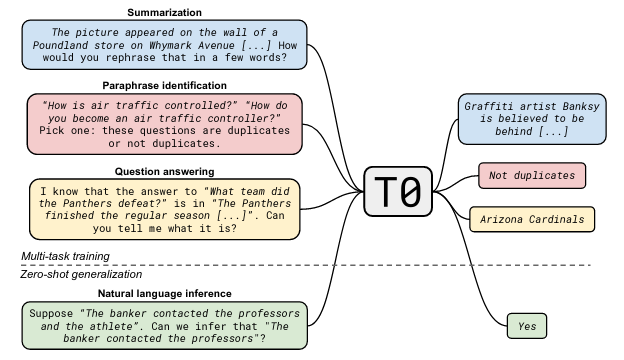 Summarization
The picture appeared on the wall of a
Poundland store on Whymark Avenue [...] How
would you rephrase that in a few words?
Paraphrase identification
“How is air traffic controlled?” “How do
you become an air traffic controller?”
Pick one: these questions are duplicates
or not duplicates.
Question answering
I know that the answer to “What team did
the Panthers defeat?” is in “The Panthers
finished the regular season [...]”. Can
you tell me what it is?
Multi-task training
Zero-shot generalization
Natural language inference
Suppose “The banker contacted the professors
and the athlete”. Can we infer that "The
banker contacted the professors"?
T0
Graffiti artist Banksy
is believed to be
behind [...]
Not duplicates
Arizona Cardinals
Yes